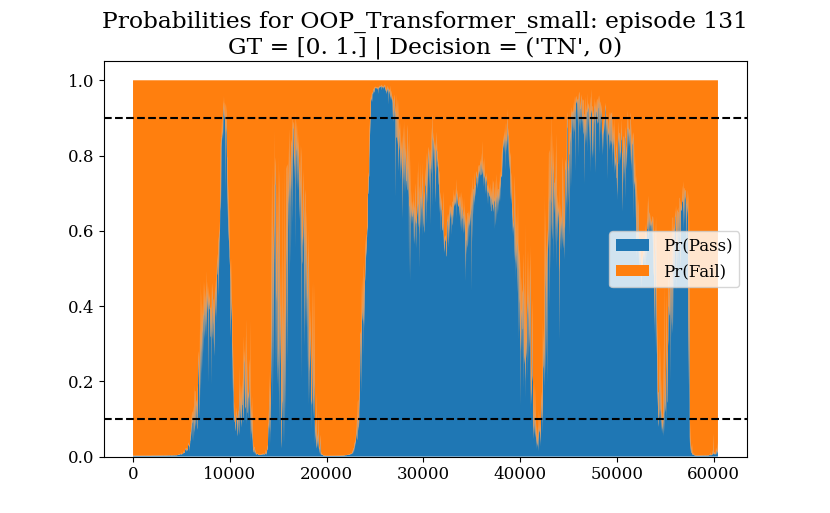 Probabilities for OOP_Transformer_small: episode 131
GT = [0. 1.] | Decision = ('TN', 0)
1.0
0.8
0.6
0.4
0.2
0.0
Pr(Pass)
Pr(Fail)
0 10000 20000 30000 40000 50000 60000